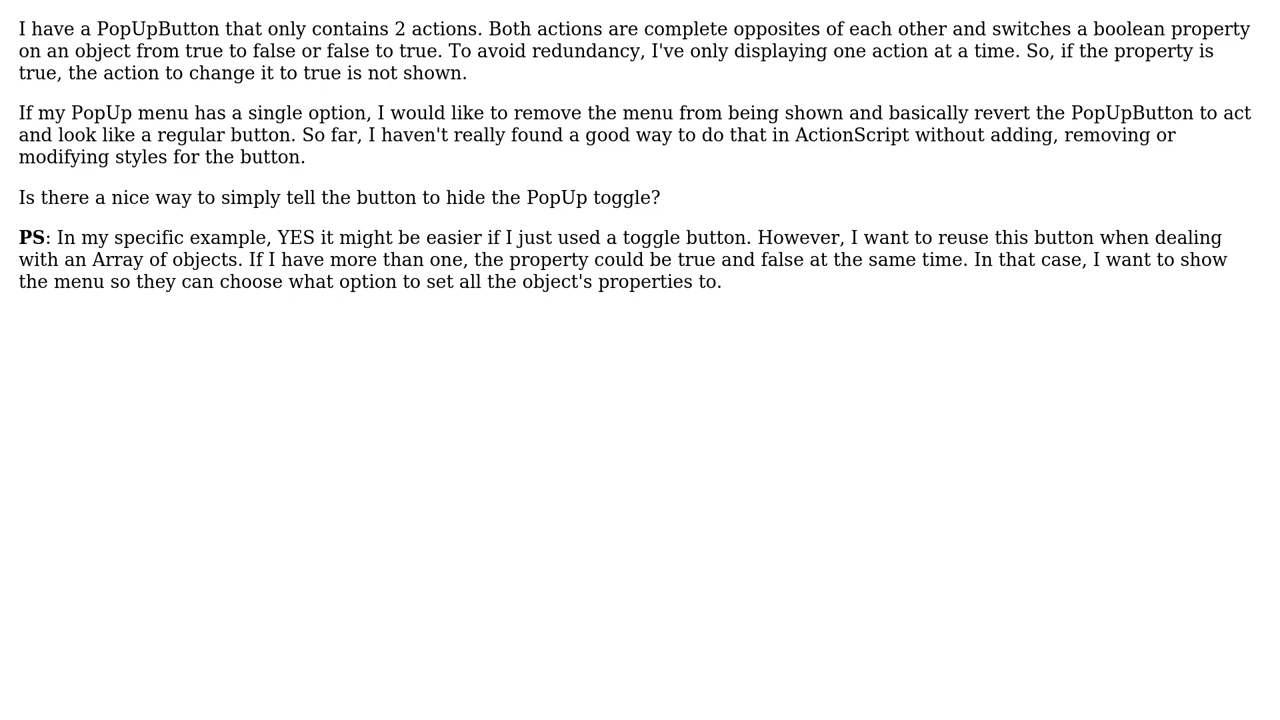 I have a PopUpButton that only contains 2 actions. Both actions are complete opposites of each other and switches a boolean property
on an object from true to false or false to true. To avoid redundancy, I've only displaying one action at a time. So, if the property is
true, the action to change it to true is not shown.
If my PopUp menu has a single option, I would like to remove the menu from being shown and basically revert the PopUpButton to act
and look like a regular button. So far, I haven't really found a good way to do that in ActionScript without adding, removing or
modifying styles for the button.
Is there a nice way to simply tell the button to hide the PopUp toggle?
PS: In my specific example, YES it might be easier if I just used a toggle button. However, I want to reuse this button when dealing
with an Array of objects. If I have more than one, the property could be true and false at the same time. In that case, I want to show
the menu so they can choose what option to set all the object's properties to.